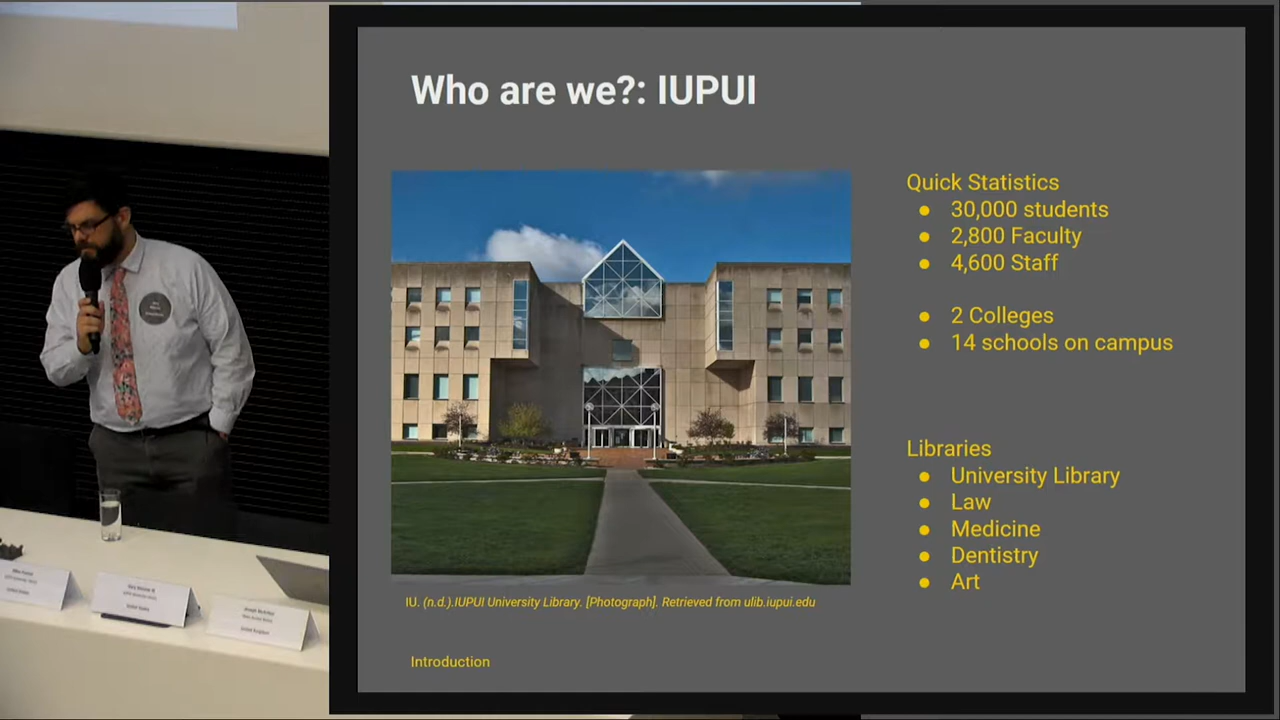 Who are we?: IUPUI
Quick Statistics
● 30,000 students
● 2,800 Faculty
● 4,600 Staff
● 2 Colleges
● 14 schools on campus
Libraries
● University Library
● Law
● Medicine
● Dentistry
● Art
IU. (n.d.).IUPUI University Library. [Photograph]. Retrieved from ulib.iupui.edu
Introduction